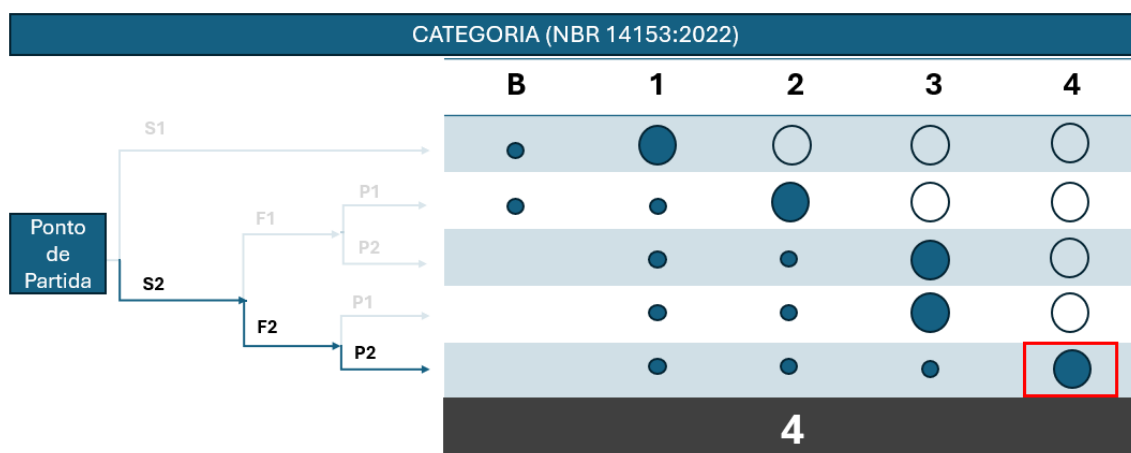 CATEGORIA (NBR 14153:2022)
B 1 2 3 4
S1
P1
F1
Ponto
de
Partida
P2
S2
P1
F2
P2
4